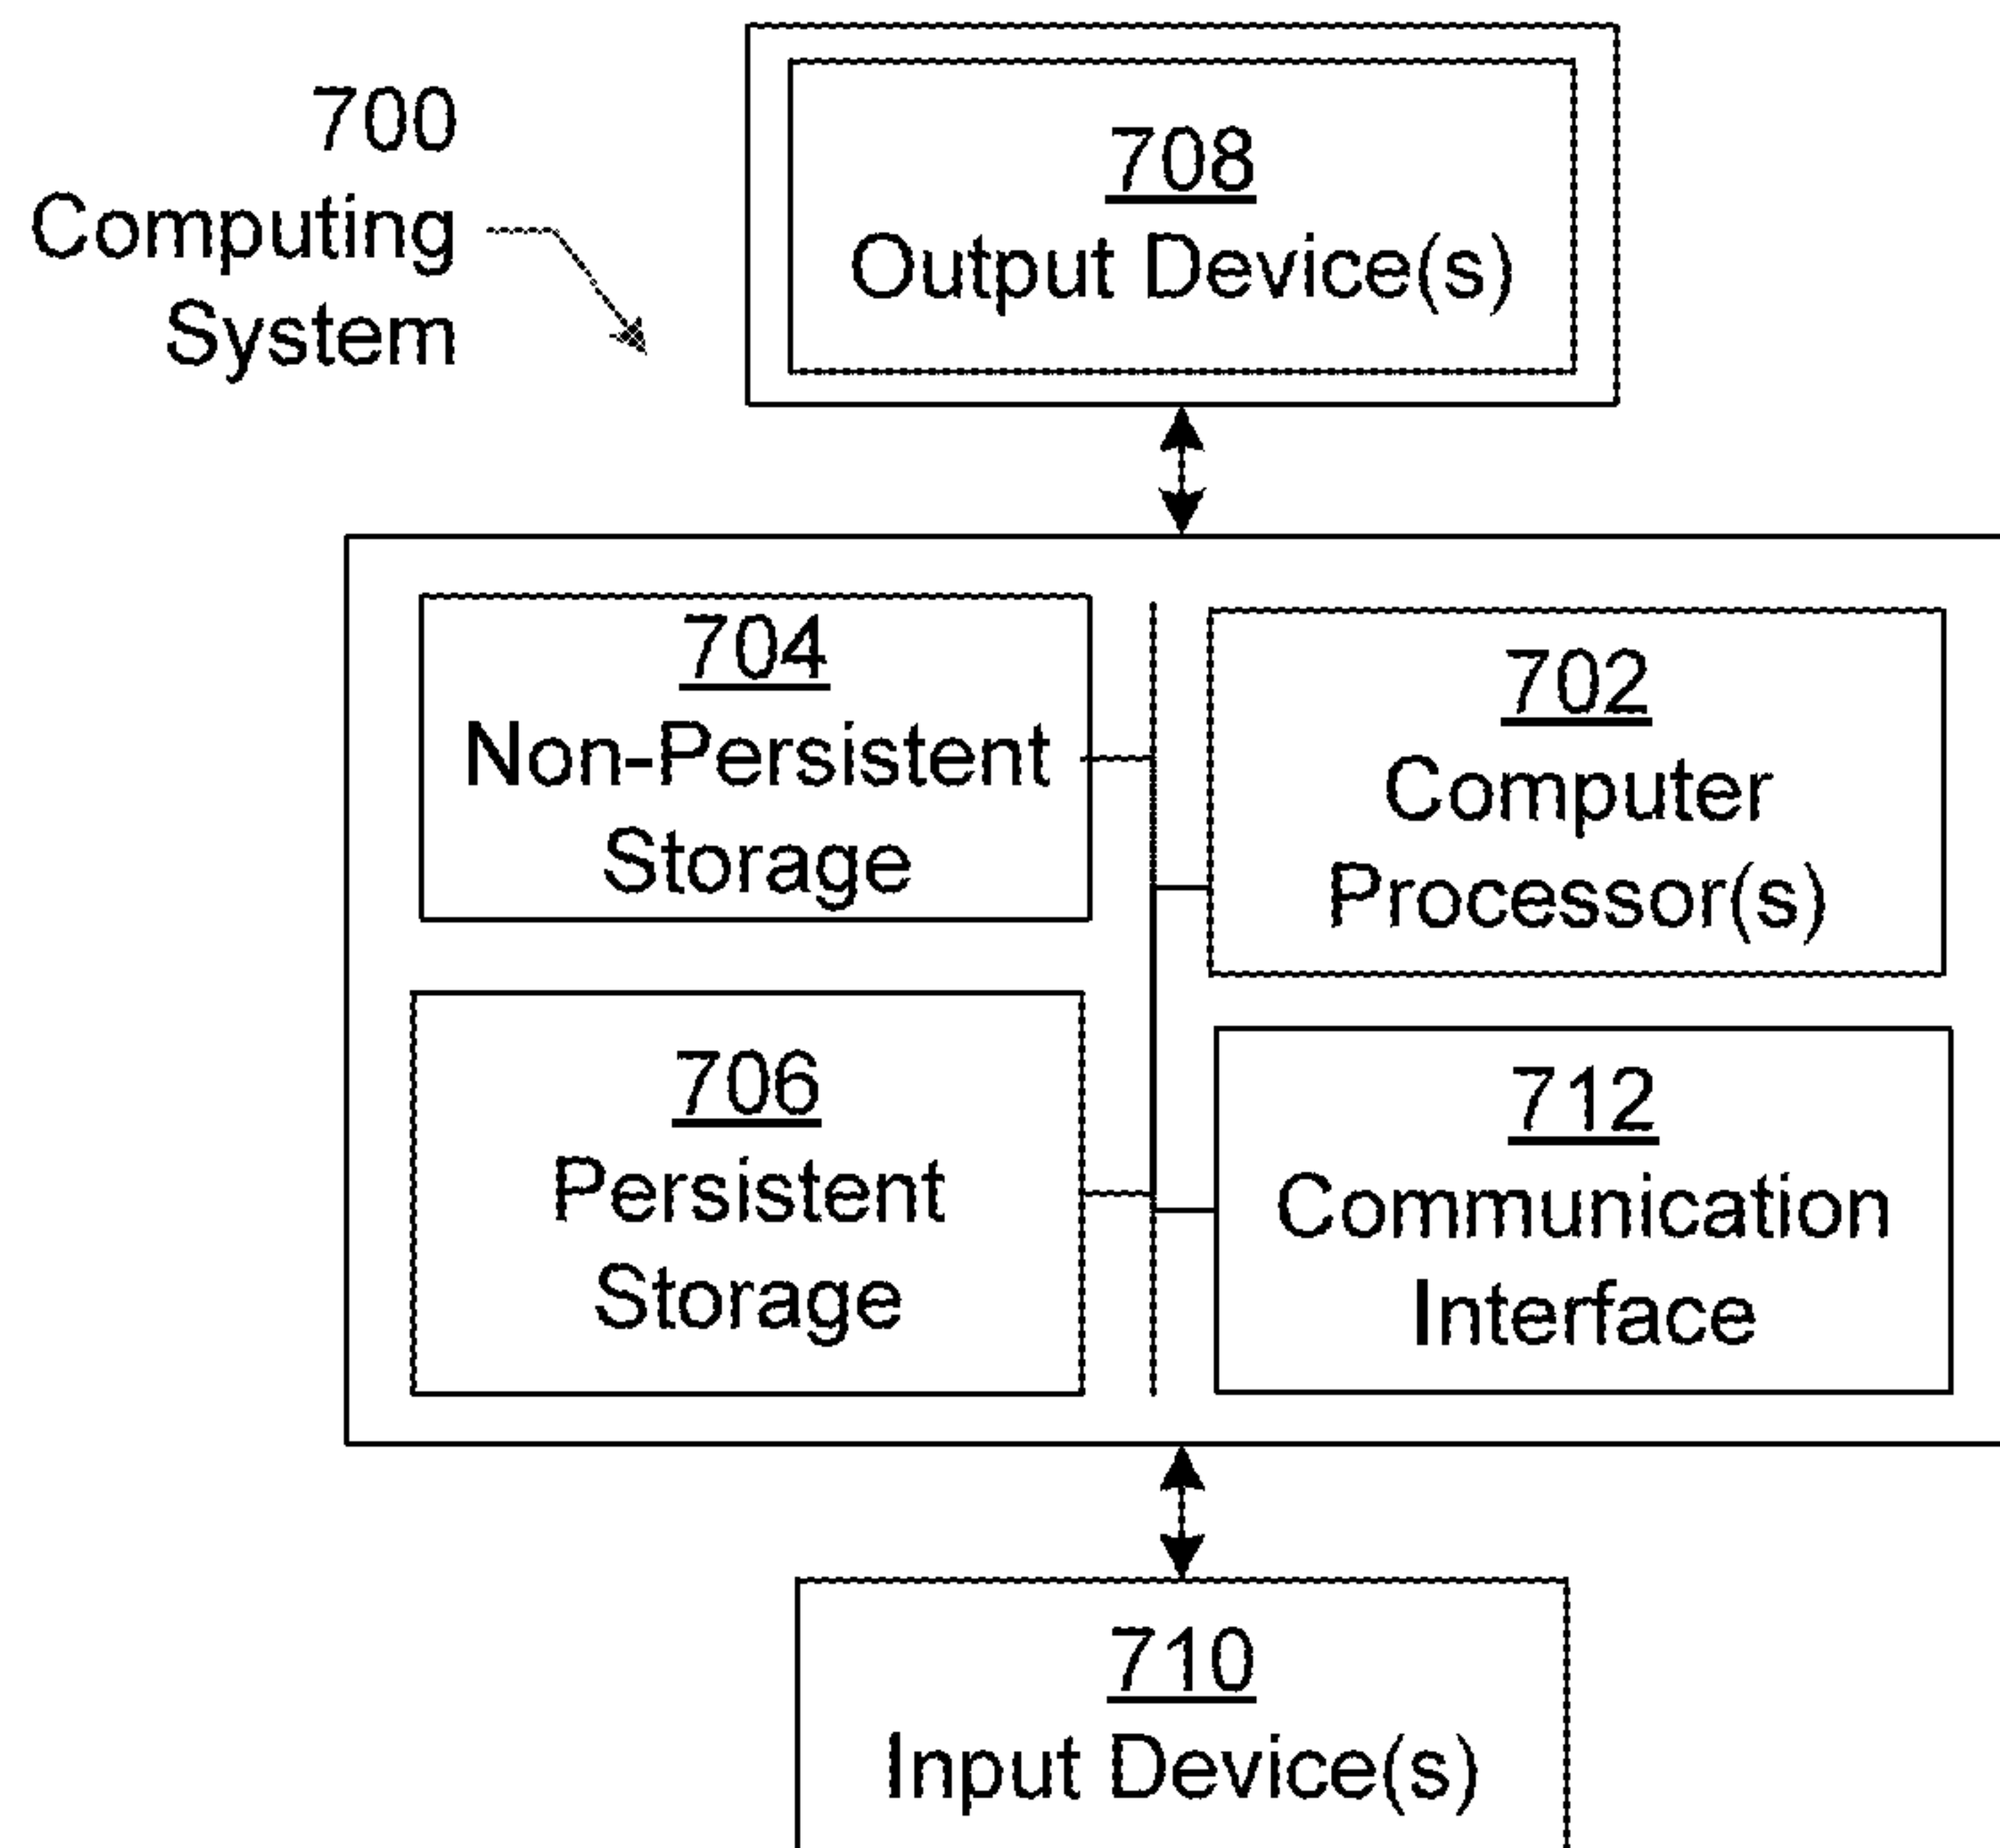 700
Computing
System
708
Output Device(s)
704
Non-Persistent
Storage
702
Computer
Processor(s)
706
Persistent
Storage
712
Communication
Interface
710
Input Device(s)